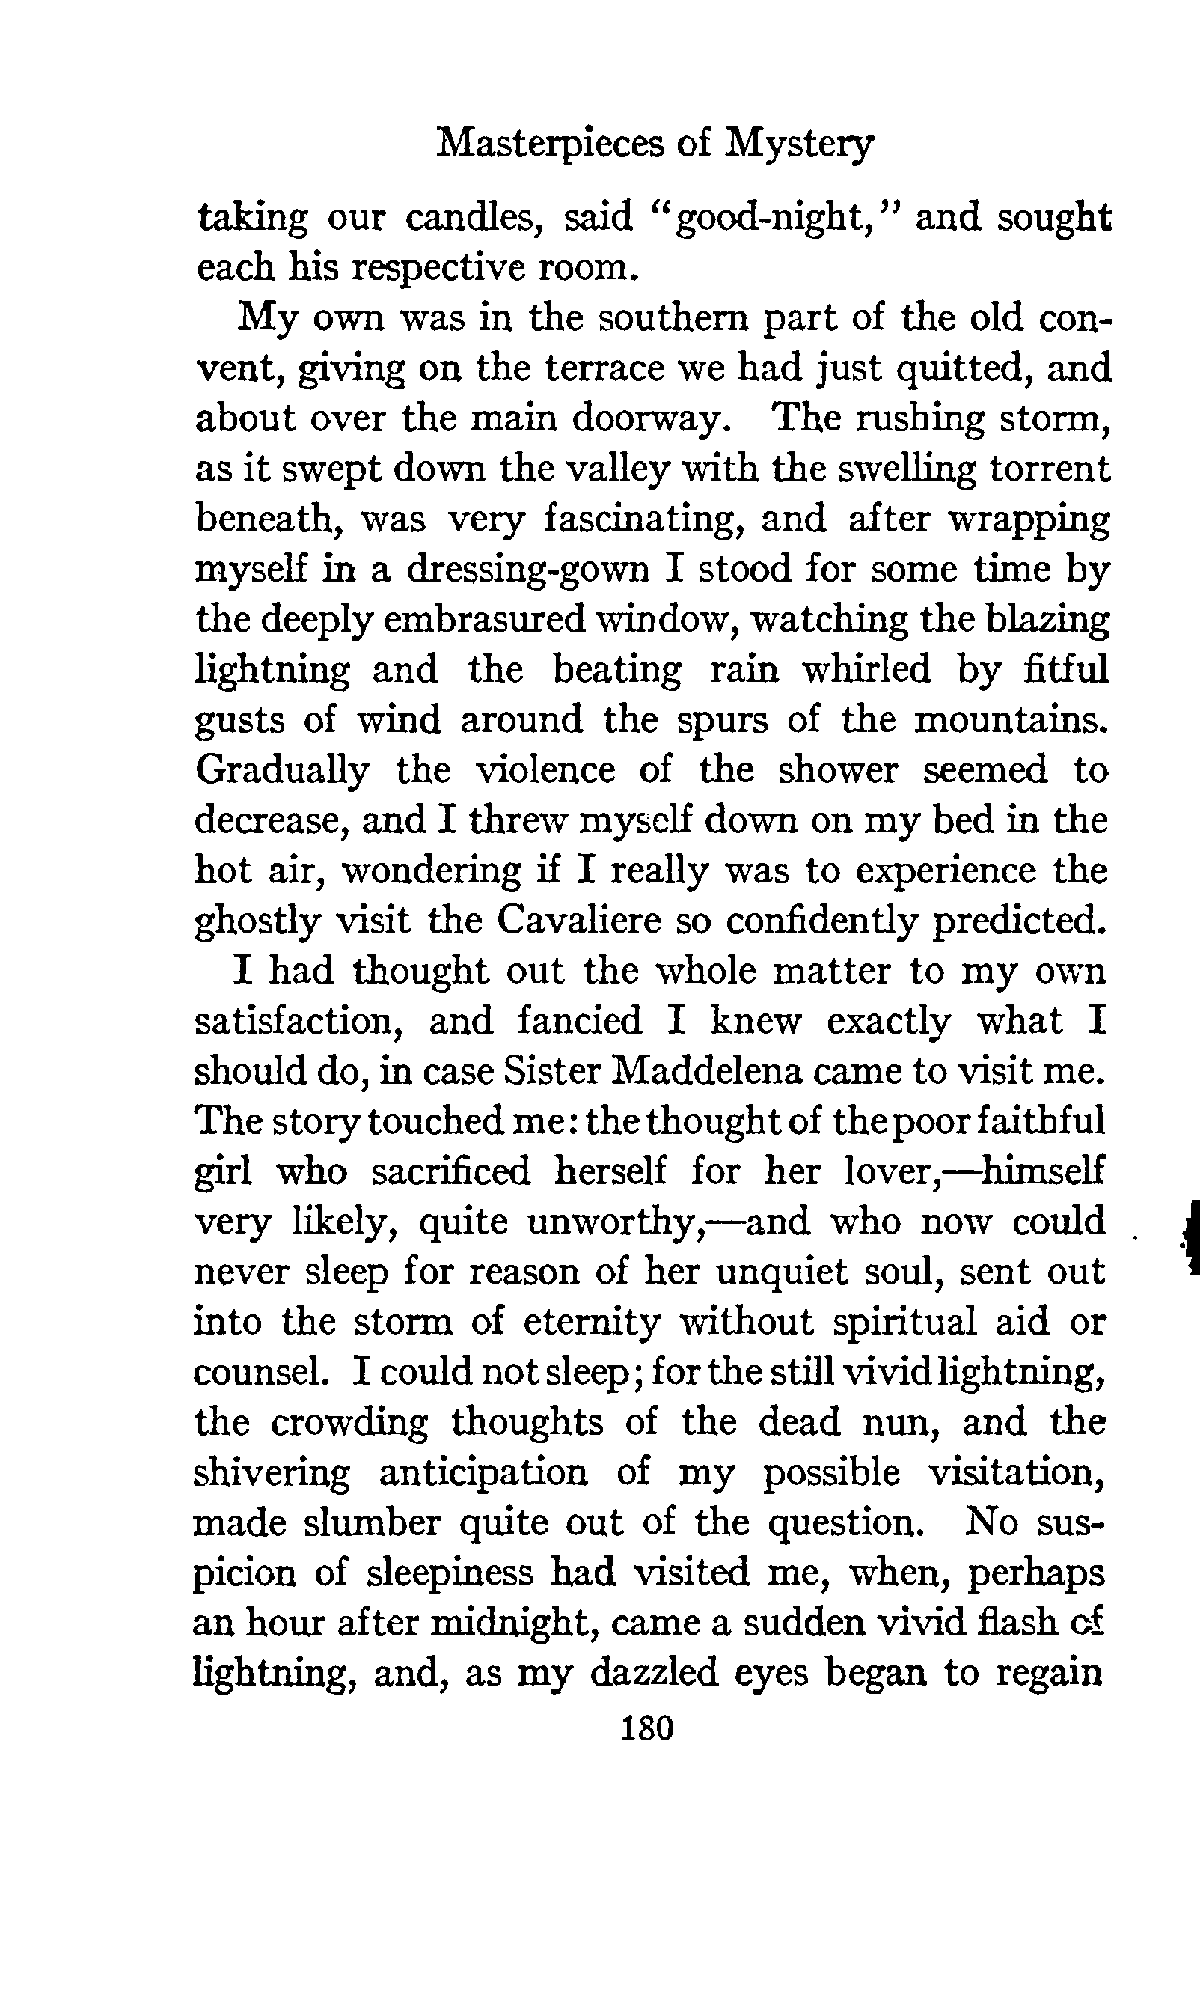 Masterpieces of Mystery
taking our candles, said "good-night," and sought
each his respective room.
My own was in the southern part of the old con-
vent, giving on the terrace we had just quitted, and
about over the main doorway. The rushing storm,
as it swept down the valley with the swelling torrent
beneath, was very fascinating, and after wrapping
myself in a dressing-gown I stood for some time by
the deeply embrasured window, watching the blazing
lightning and the beating rain whirled by fitful
gusts of wind around the spurs of the mountains.
Gradually the violence of the shower seemed to
decrease, and I threw myself down on my bed in the
hot air, wondering if I really was to experience the
ghostly visit the Cavaliere so confidently predicted.
I had thought out the whole matter to my own
satisfaction, and fancied I knew exactly what I
should do, in case Sister Maddelena came to visit me.
The story touched me: the thought of the poor faithful
girl who sacrificed herself for her lover,—himself
very likely, quite unworthy,—and who now could
never sleep for reason of her unquiet soul, sent out
into the storm of eternity without spiritual aid or
counsel. I could not sleep; for the still vivid lightning,
the crowding thoughts of the dead nun, and the
shivering anticipation of my possible visitation,
made slumber quite out of the question. No sus-
picion of sleepiness had visited me, when, perhaps
an hour after midnight, came a sudden vivid flash of
lightning, and, as my dazzled eyes began to regain
180